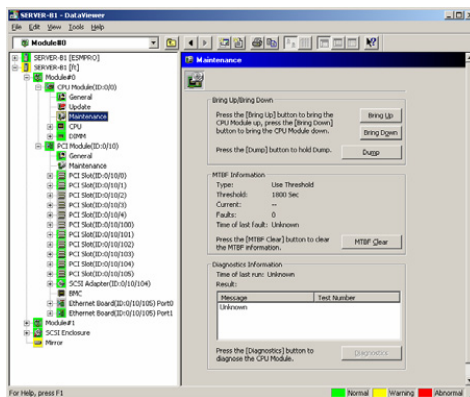 SERVER-B1 - DataViewer
File Edit View Tools Help
Module#0
SERVER-B1 [ESMPRO]
SERVER-B1 [ft]
Module#0
CPU Module(ID:0/0)
General
Update
Maintenance
CPU
DIMM
PCI Module(ID:0/10)
General
Maintenance
PCI Slot(ID:0/10/0)
PCI Slot(ID:0/10/1)
PCI Slot(ID:0/10/2)
PCI Slot(ID:0/10/3)
PCI Slot(ID:0/10/4)
PCI Slot(ID:0/10/100)
PCI Slot(ID:0/10/101)
PCI Slot(ID:0/10/102)
PCI Slot(ID:0/10/103)
PCI Slot(ID:0/10/104)
PCI Slot(ID:0/10/105)
SCSI Adapter(ID:0/10/104)
BMC
Ethernet Board(ID:0/10/105) Port0
Ethernet Board(ID:0/10/105) Port1
Module#1
SCSI Enclosure
Mirror
Maintenance
Bring Up/Bring Down
Press the [Bring Up] button to bring the
CPU Module up, press the [Bring Down]
button to bring the CPU Module down.
Bring Up
Bring Down
Press the [Dump] button to hold Dump.
Dump
MTBF Information
Type: Use Threshold
Threshold: 1800 Sec
Current: --
Faults: 0
Time of last fault: Unknown
Press the [MTBF Clear] button to clear
the MTBF information.
MTBF Clear
Diagnostics Information
Time of last run: Unknown
Result:
Message Test Number
Unknown
Press the [Diagnostics] button to
diagnose the CPU Module.
Diagnostics
For Help, press F1
Normal Warning Abnormal